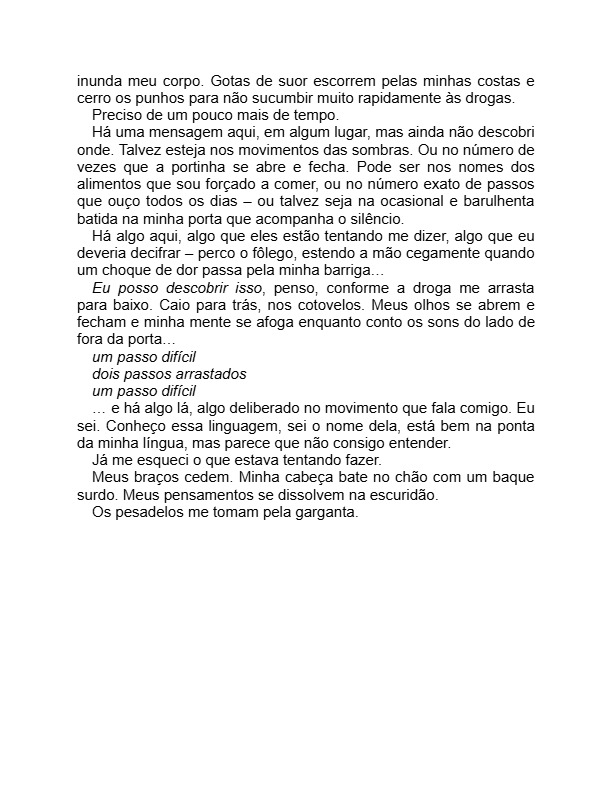 inunda meu corpo. Gotas de suor escorrem pelas minhas costas e
cerro os punhos para não sucumbir muito rapidamente às drogas.
Preciso de um pouco mais de tempo.
Há uma mensagem aqui, em algum lugar, mas ainda não descobri
onde. Talvez esteja nos movimentos das sombras. Ou no número de
vezes que a portinha se abre e fecha. Pode ser nos nomes dos
alimentos que sou forçado a comer, ou no número exato de passos
que ouço todos os dias – ou talvez seja na ocasional e barulhenta
batida na minha porta que acompanha o silêncio.
Há algo aqui, algo que eles estão tentando me dizer, algo que eu
deveria decifrar – perco o fôlego, estendo a mão cegamente quando
um choque de dor passa pela minha barriga…
Eu posso descobrir isso, penso, conforme a droga me arrasta
para baixo. Caio para trás, nos cotovelos. Meus olhos se abrem e
fecham e minha mente se afoga enquanto conto os sons do lado de
fora da porta…
um passo difícil
dois passos arrastados
um passo difícil
… e há algo lá, algo deliberado no movimento que fala comigo. Eu
sei. Conheço essa linguagem, sei o nome dela, está bem na ponta
da minha língua, mas parece que não consigo entender.
Já me esqueci o que estava tentando fazer.
Meus braços cedem. Minha cabeça bate no chão com um baque
surdo. Meus pensamentos se dissolvem na escuridão.
Os pesadelos me tomam pela garganta.